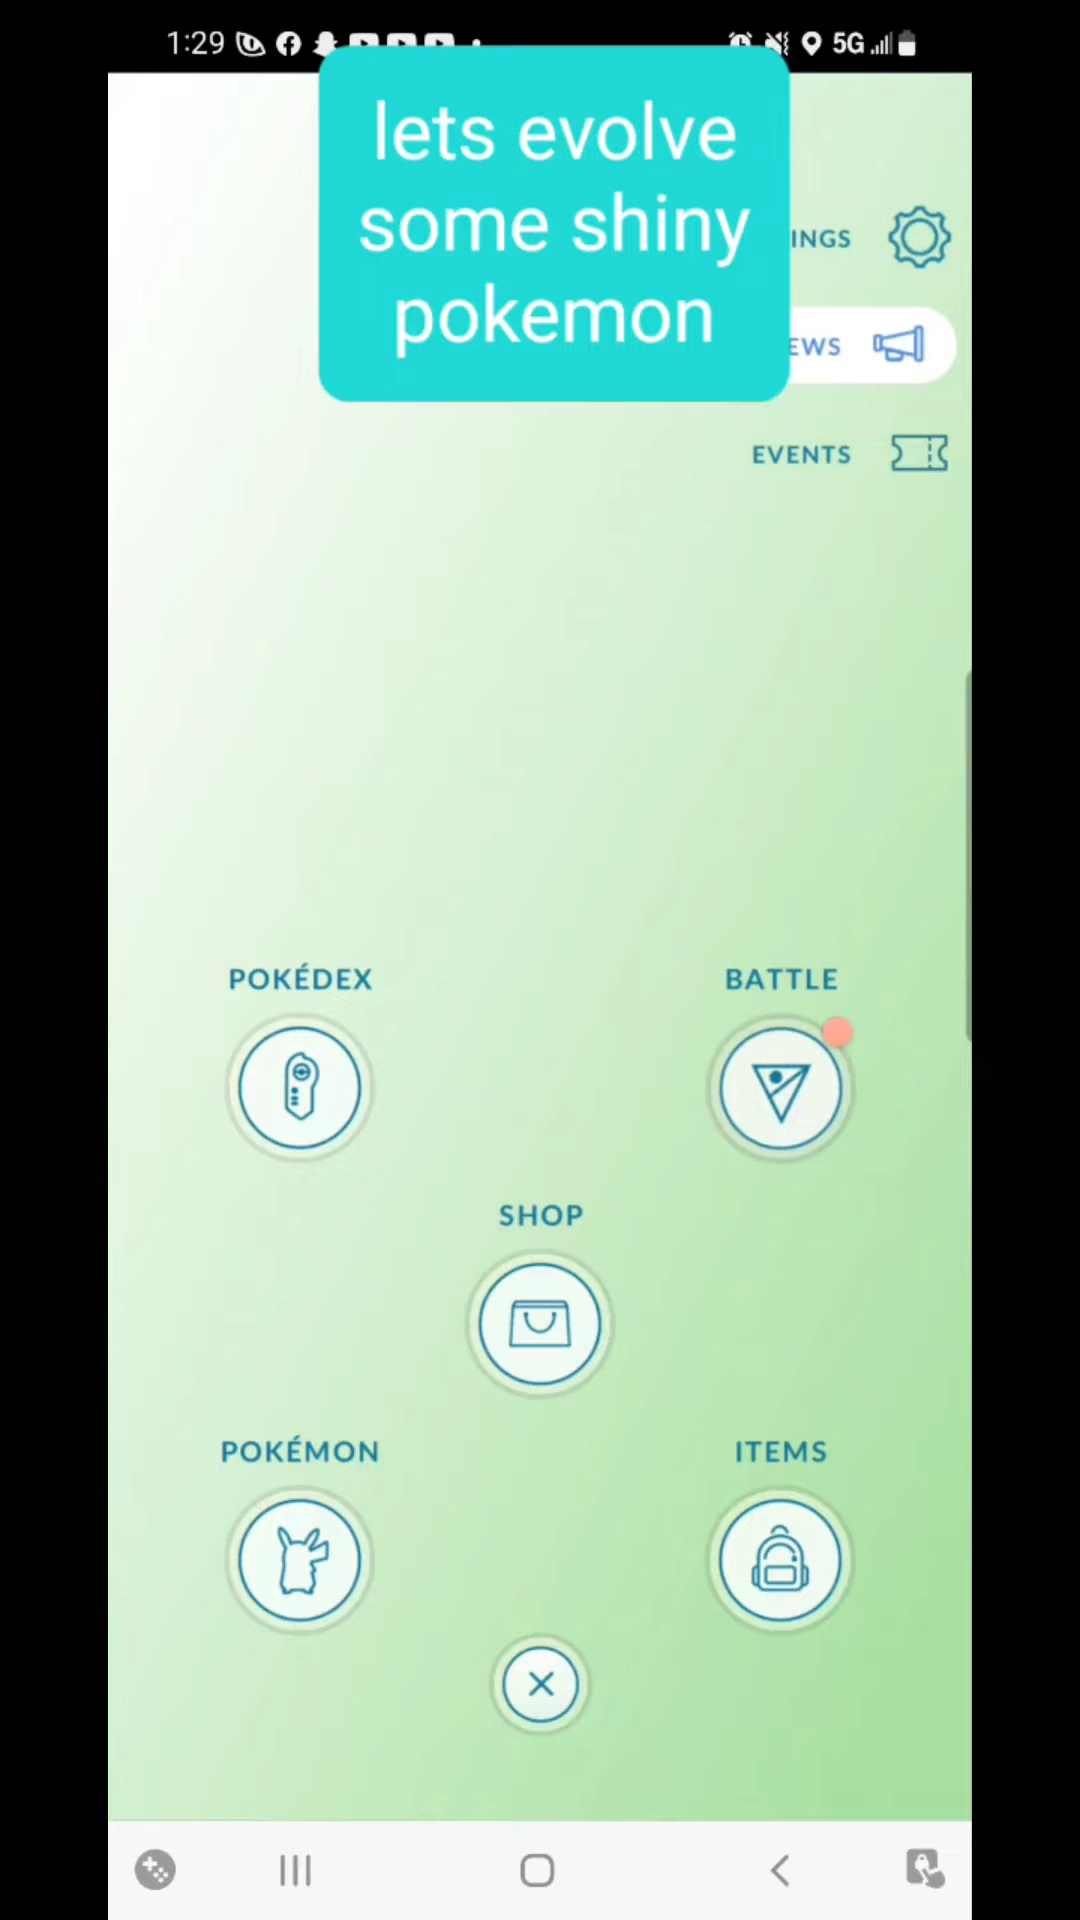 1:29
5G
lets evolve
some shiny
pokemon
INGS
EWS
EVENTS
POKÉDEX
BATTLE
SHOP
POKÉMON
ITEMS